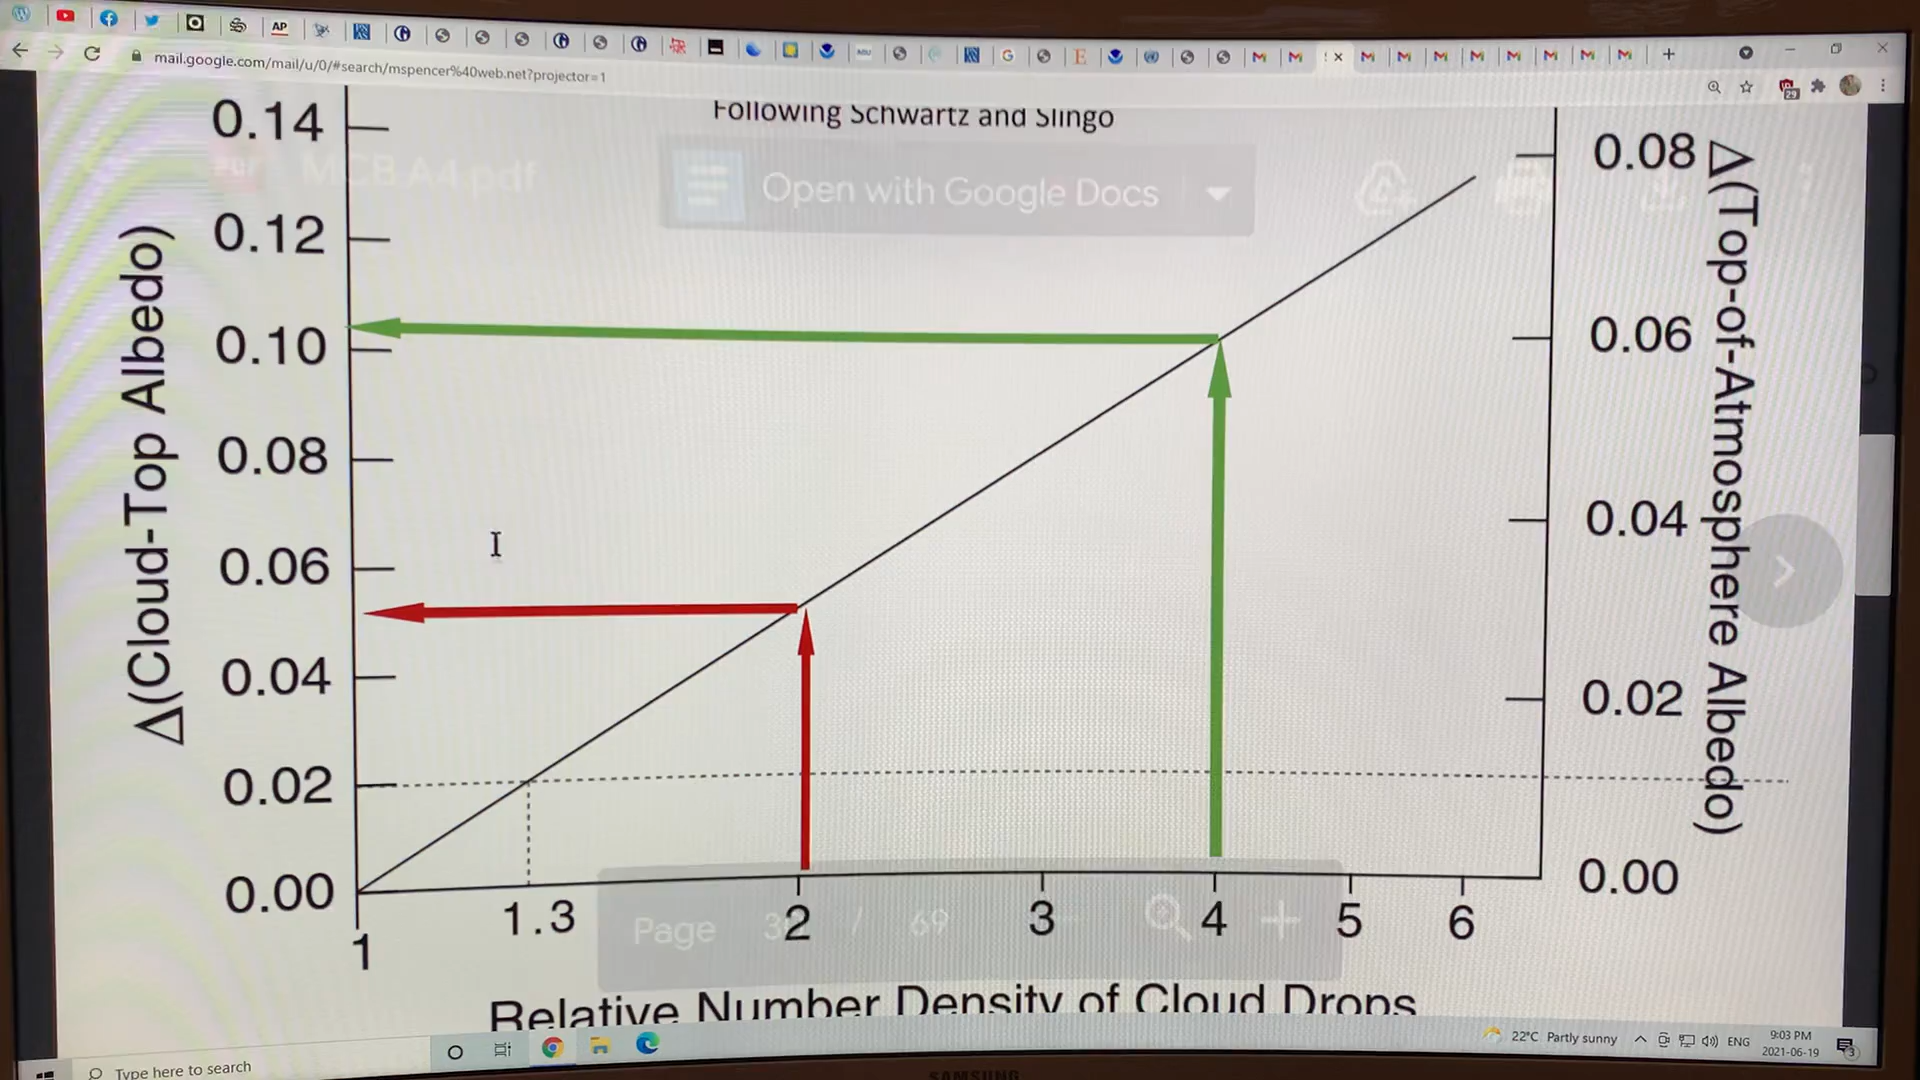 AP
mail.google.com/mail/u/0/#search/mspencer%40web.net?projector=1
29
Following Schwartz and Slingo
MCB A4.pdf
Open with Google Docs
0.14
0.12
0.10
0.08
0.06
0.04
0.02
0.00
Δ(Cloud-Top Albedo)
0.08
0.06
0.04
0.02
0.00
Δ(Top-of-Atmosphere Albedo)
1 1.3 2 3 4 5 6
Page / 69
Relative Number Density of Cloud Drops
Type here to search
22°C Partly sunny
ENG
9:03 PM
2021-06-19
3
SAMSUNG